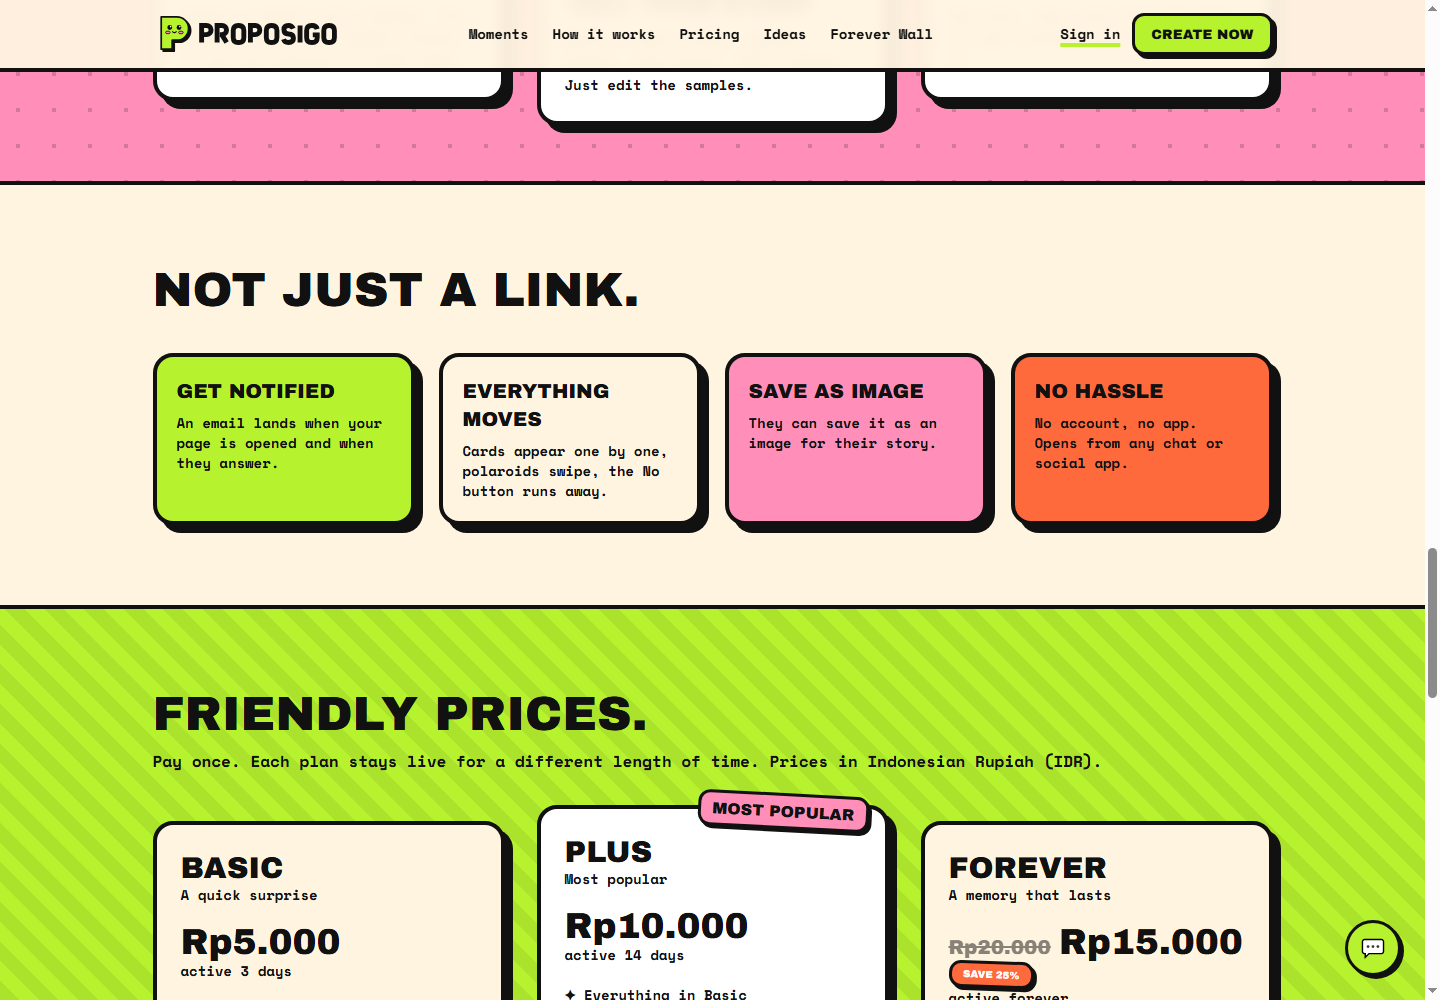 PROPOSIGO
Moments
How it works
Pricing
Ideas
Forever Wall
Sign in
CREATE NOW
Just edit the samples.
NOT JUST A LINK.
GET NOTIFIED
An email lands when your
page is opened and when
they answer.
EVERYTHING
MOVES
Cards appear one by one,
polaroids swipe, the No
button runs away.
SAVE AS IMAGE
They can save it as an
image for their story.
NO HASSLE
No account, no app.
Opens from any chat or
social app.
FRIENDLY PRICES.
Pay once. Each plan stays live for a different length of time. Prices in Indonesian Rupiah (IDR).
BASIC
A quick surprise
Rp5.000
active 3 days
MOST POPULAR
PLUS
Most popular
Rp10.000
active 14 days
✦ Everything in Basic
FOREVER
A memory that lasts
Rp20.000 Rp15.000
SAVE 25%
active forever